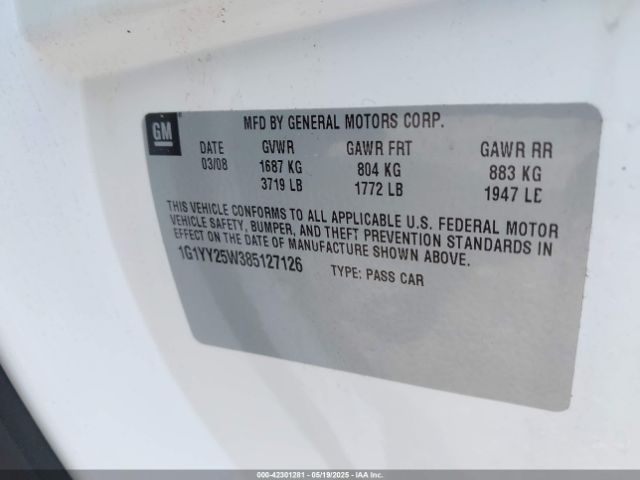 GM
MFD BY GENERAL MOTORS CORP.
DATE GVWR GAWR FRT GAWR RR
03/08 1687 KG 804 KG 883 KG
3719 LB 1772 LB 1947 LB
THIS VEHICLE CONFORMS TO ALL APPLICABLE U.S. FEDERAL MOTOR
VEHICLE SAFETY, BUMPER, AND THEFT PREVENTION STANDARDS IN
EFFECT ON THE DATE OF MANUFACTURE SHOWN ABOVE.
1G1YY25W385127126 TYPE: PASS CAR
000-42301281 - 05/19/2025 - IAA Inc.